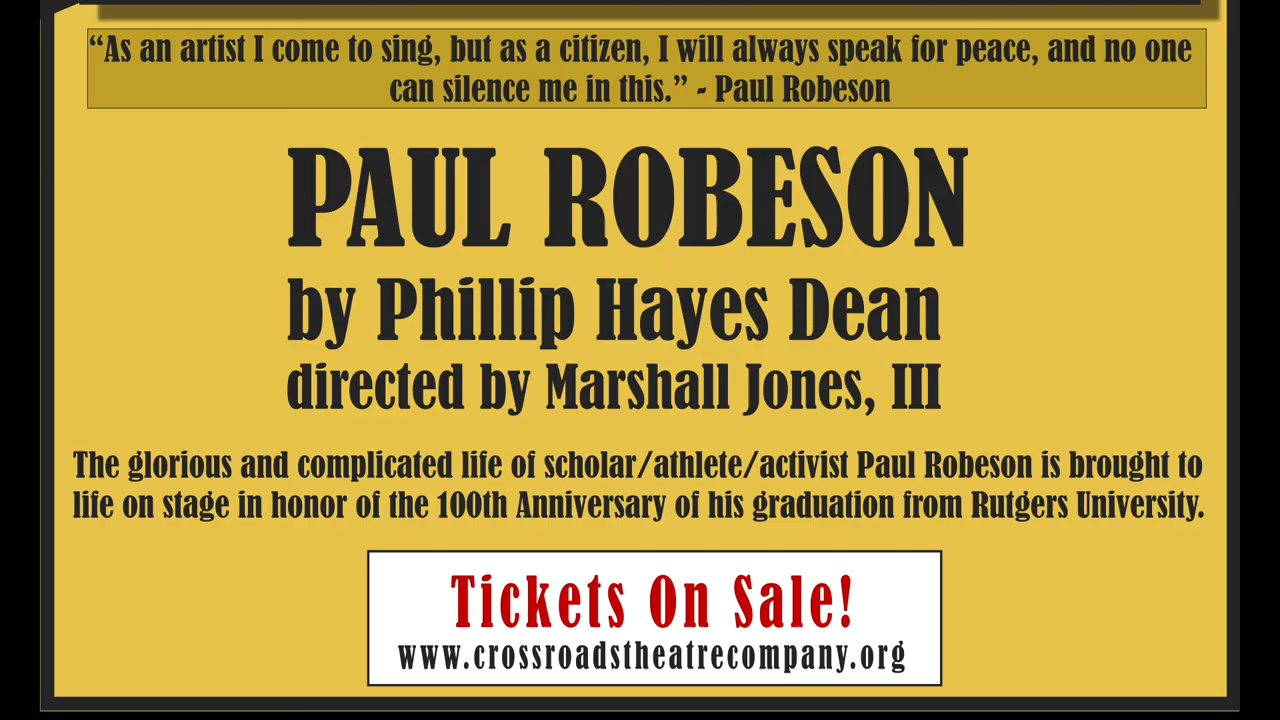 “As an artist I come to sing, but as a citizen, I will always speak for peace, and no one
can silence me in this.” - Paul Robeson
PAUL ROBESON
by Phillip Hayes Dean
directed by Marshall Jones, III
The glorious and complicated life of scholar/athlete/activist Paul Robeson is brought to
life on stage in honor of the 100th Anniversary of his graduation from Rutgers University.
Tickets On Sale!
www.crossroadstheatrecompany.org